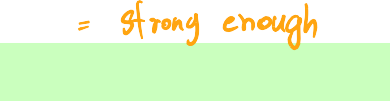 = strong enough